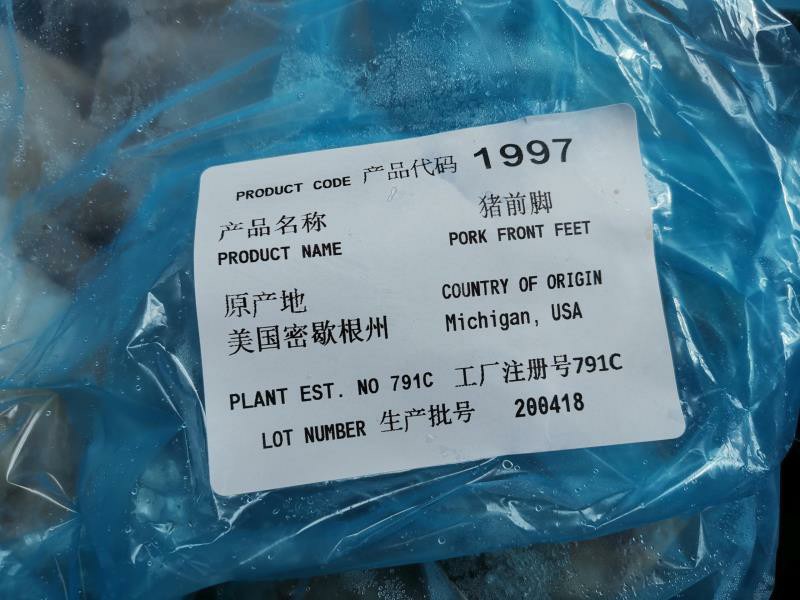 PRODUCT CODE 产品代码 1997
产品名称 猪前脚
PRODUCT NAME PORK FRONT FEET
原产地 COUNTRY OF ORIGIN
美国密歇根州 Michigan, USA
PLANT EST. NO 791C 工厂注册号791C
LOT NUMBER 生产批号 200418